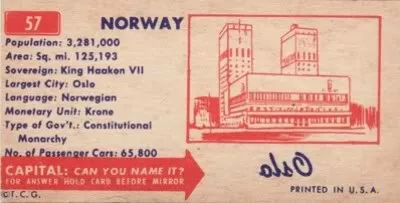 57
NORWAY
Population: 3,281,000
Area: Sq. mi. 125,193
Sovereign: King Haakon VII
Largest City: Oslo
Language: Norwegian
Monetary Unit: Krone
Type of Gov't.: Constitutional
Monarchy
No. of Passenger Cars: 65,800
CAPITAL: CAN YOU NAME IT?
FOR ANSWER HOLD CARD BEFORE MIRROR
©T.C.G.
Oslo
PRINTED IN U.S.A.